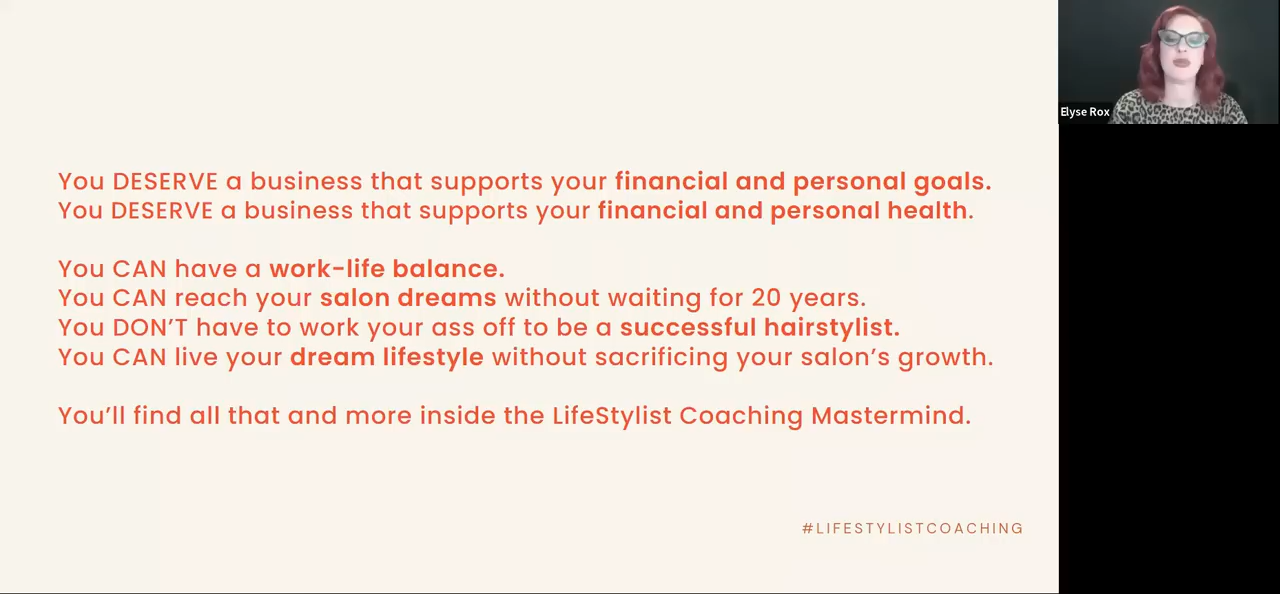 You DESERVE a business that supports your financial and personal goals.
You DESERVE a business that supports your financial and personal health.
You CAN have a work-life balance.
You CAN reach your salon dreams without waiting for 20 years.
You DON'T have to work your ass off to be a successful hairstylist.
You CAN live your dream lifestyle without sacrificing your salon's growth.
You'll find all that and more inside the LifeStylist Coaching Mastermind.
#LIFESTYLISTCOACHING
Elyse Rox